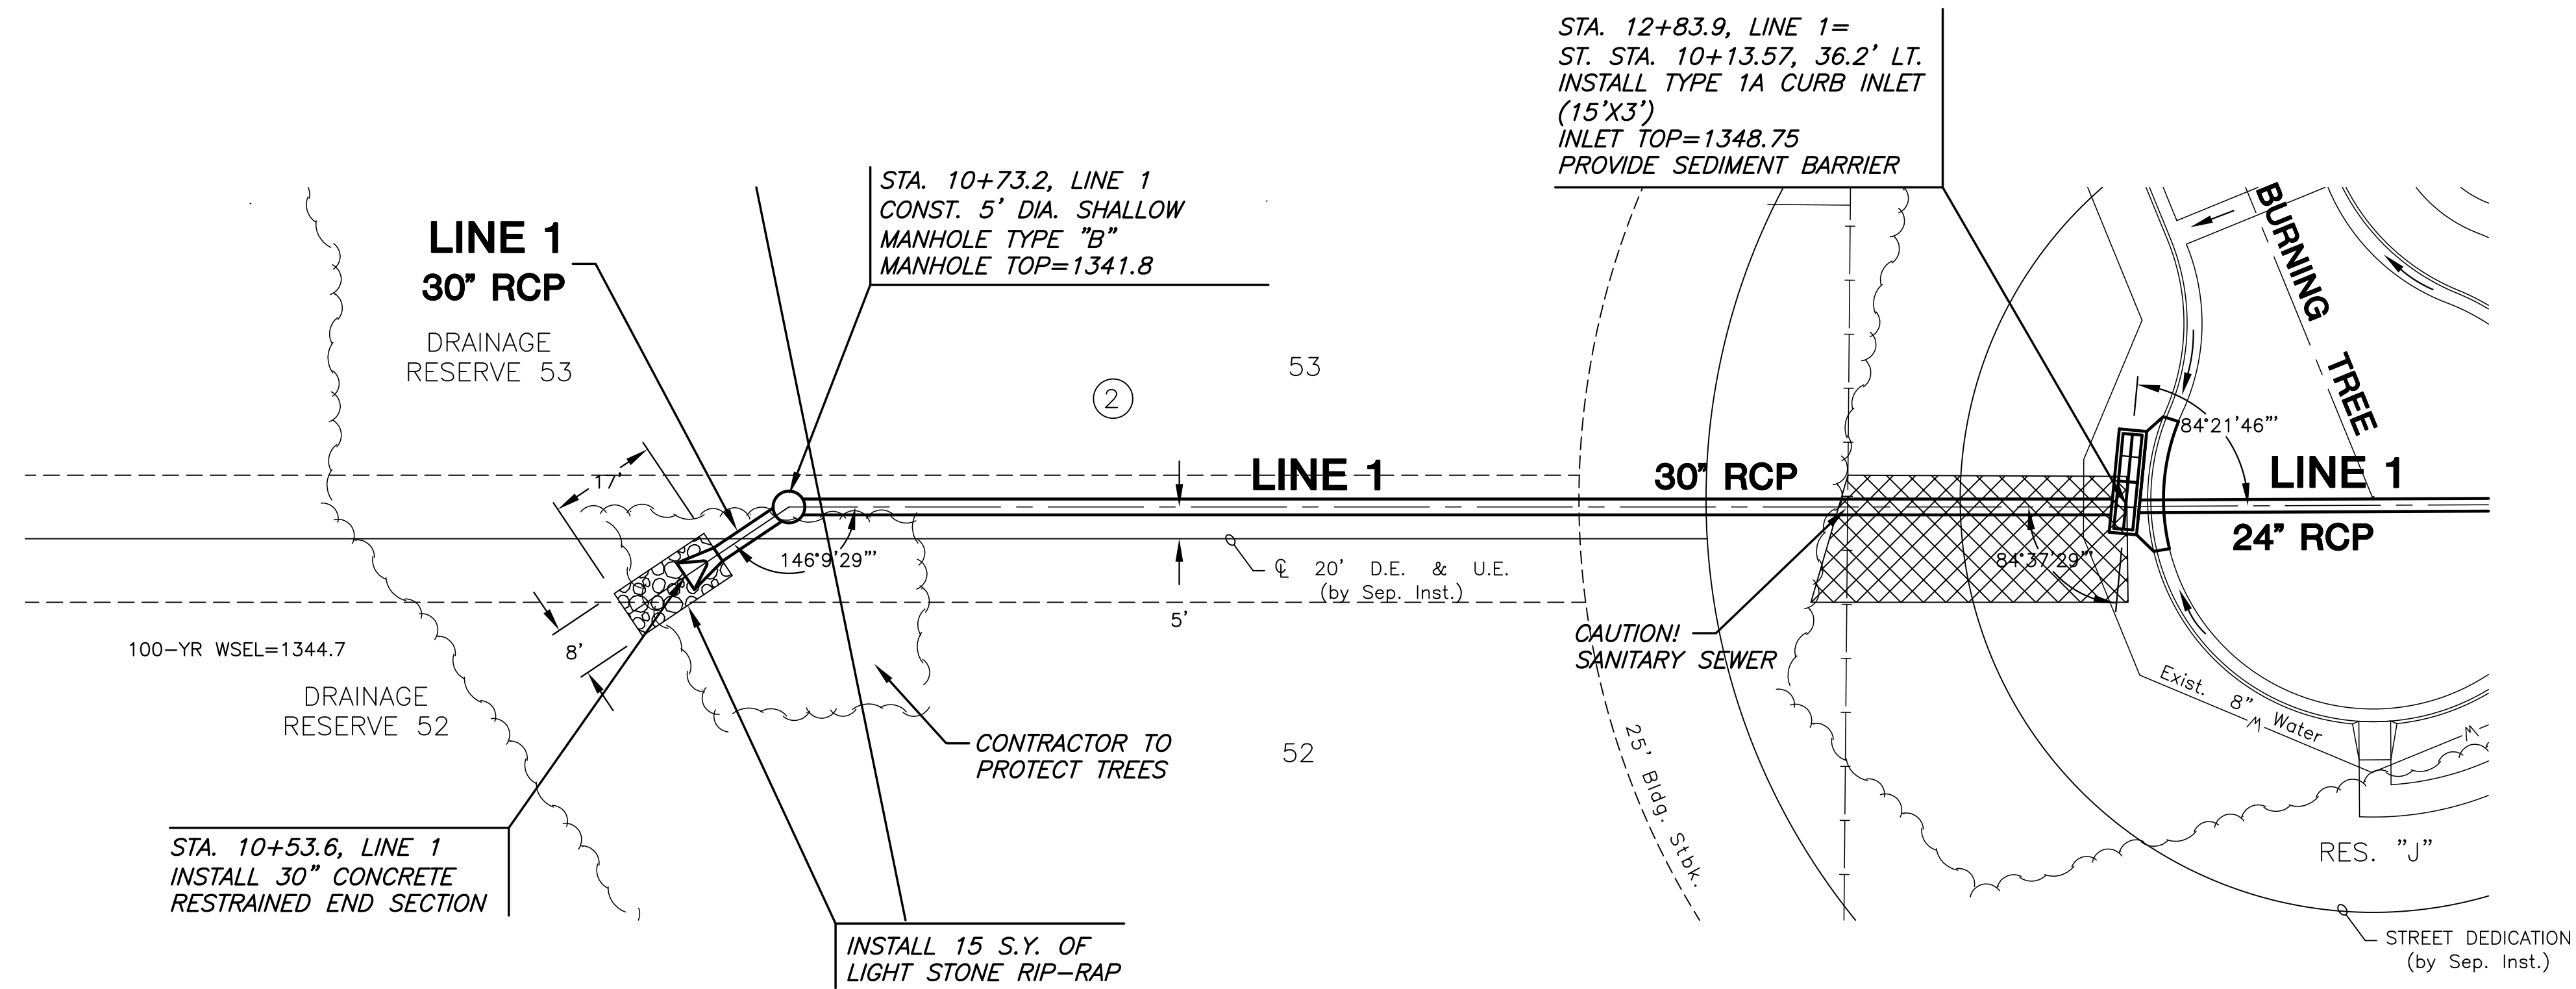 STA. 12+83.9, LINE 1=
ST. STA. 10+13.57, 36.2' LT.
INSTALL TYPE 1A CURB INLET
(15'X3')
INLET TOP=1348.75
PROVIDE SEDIMENT BARRIER
STA. 10+73.2, LINE 1
CONST. 5' DIA. SHALLOW
MANHOLE TYPE "B"
MANHOLE TOP=1341.8
LINE 1
30" RCP
DRAINAGE
RESERVE 53
BURNING TREE
53
2
17'
84°21'46"'
LINE 1
30" RCP
LINE 1
24" RCP
146°9'29"'
84°37'29"'
℄ 20' D.E. & U.E.
(by Sep. Inst.)
5'
8'
100-YR WSEL=1344.7
DRAINAGE
RESERVE 52
CAUTION!
SANITARY SEWER
Exist. 8" Water
W
W
25' Bldg. Stbk.
CONTRACTOR TO
PROTECT TREES
52
STA. 10+53.6, LINE 1
INSTALL 30" CONCRETE
RESTRAINED END SECTION
RES. "J"
INSTALL 15 S.Y. OF
LIGHT STONE RIP-RAP
STREET DEDICATION
(by Sep. Inst.)